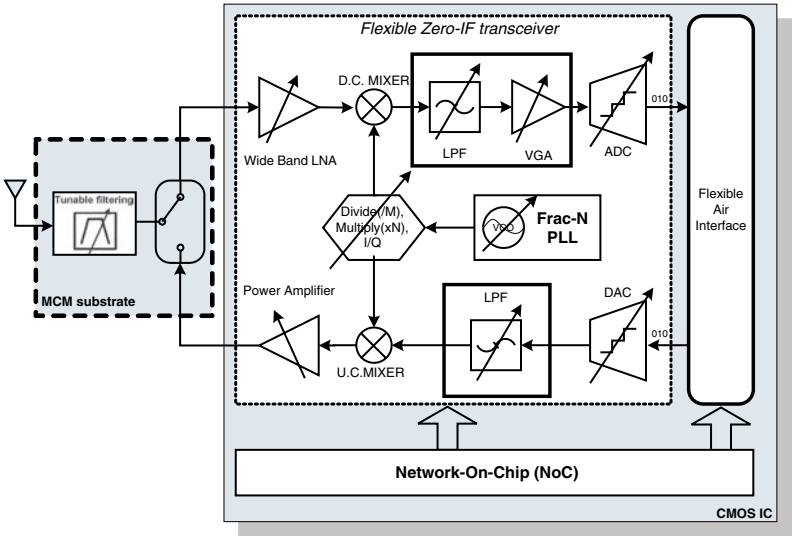 Flexible Zero-IF transceiver
D.C. MIXER
010
Wide Band LNA
LPF
VGA
ADC
Tunable filtering
Divide(/M),
Multiply(xN),
I/Q
VCO
Frac-N
PLL
Flexible
Air
Interface
MCM substrate
Power Amplifier
LPF
DAC
010
U.C.MIXER
Network-On-Chip (NoC)
CMOS IC